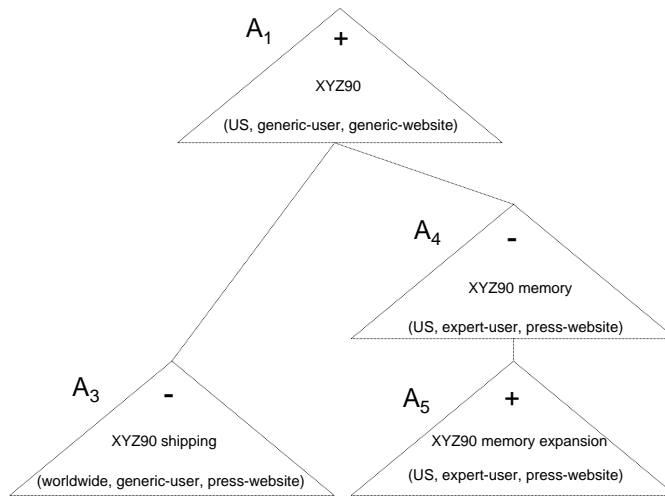 A1
+
XYZ90
(US, generic-user, generic-website)
A4
-
XYZ90 memory
(US, expert-user, press-website)
A3
-
XYZ90 shipping
(worldwide, generic-user, press-website)
A5
+
XYZ90 memory expansion
(US, expert-user, press-website)